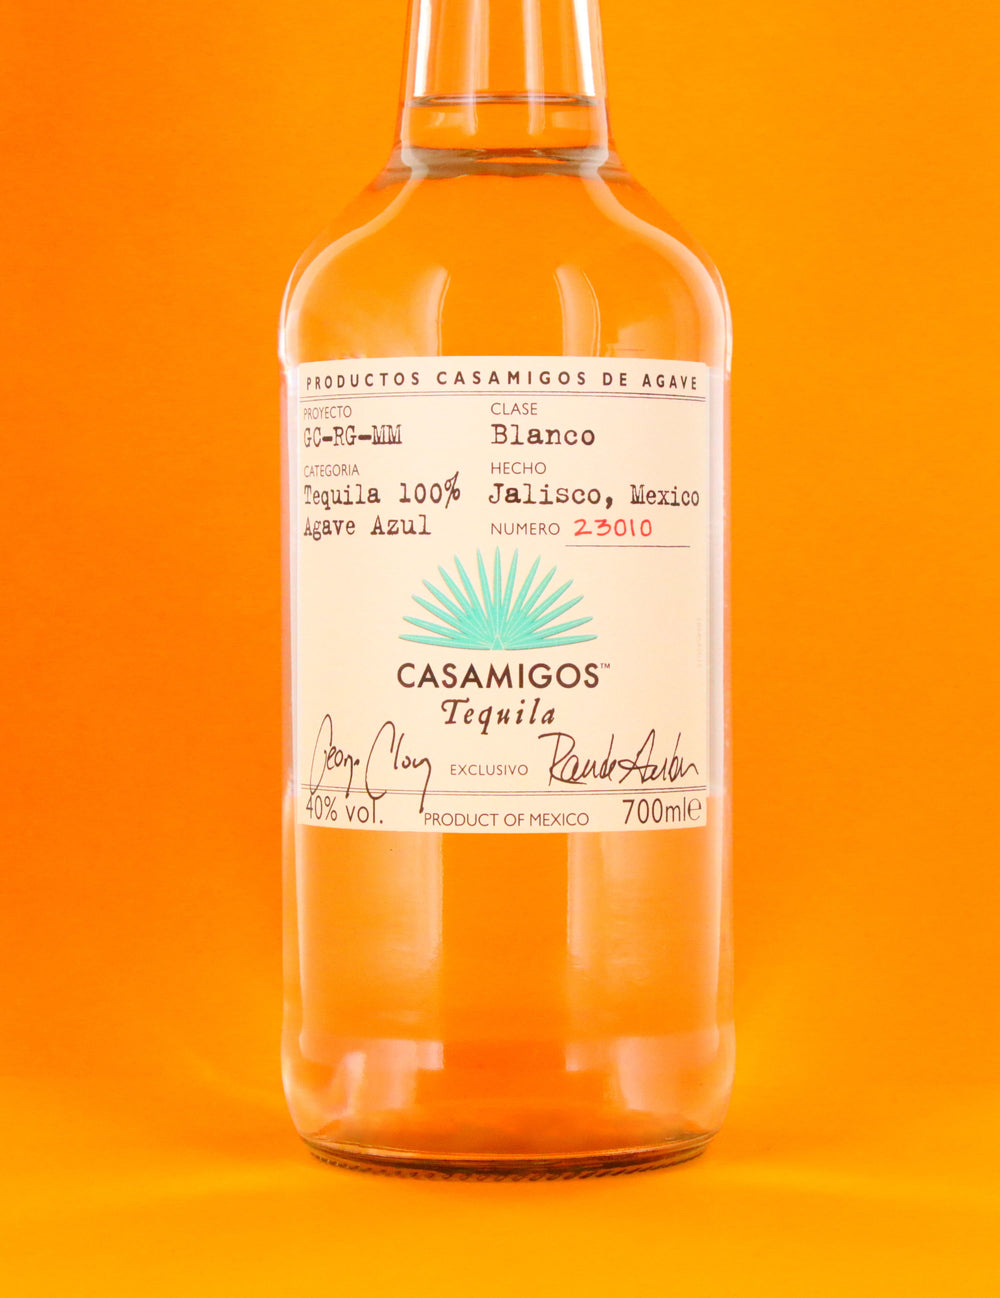 PRODUCTOS CASAMIGOS DE AGAVE
PROYECTO
GC-RG-MM
CLASE
Blanco
CATEGORIA
Tequila 100%
Agave Azul
HECHO
Jalisco, Mexico
NUMERO 23010
CASAMIGOS™
Tequila
EXCLUSIVO
40% vol.
PRODUCT OF MEXICO
700ml℮